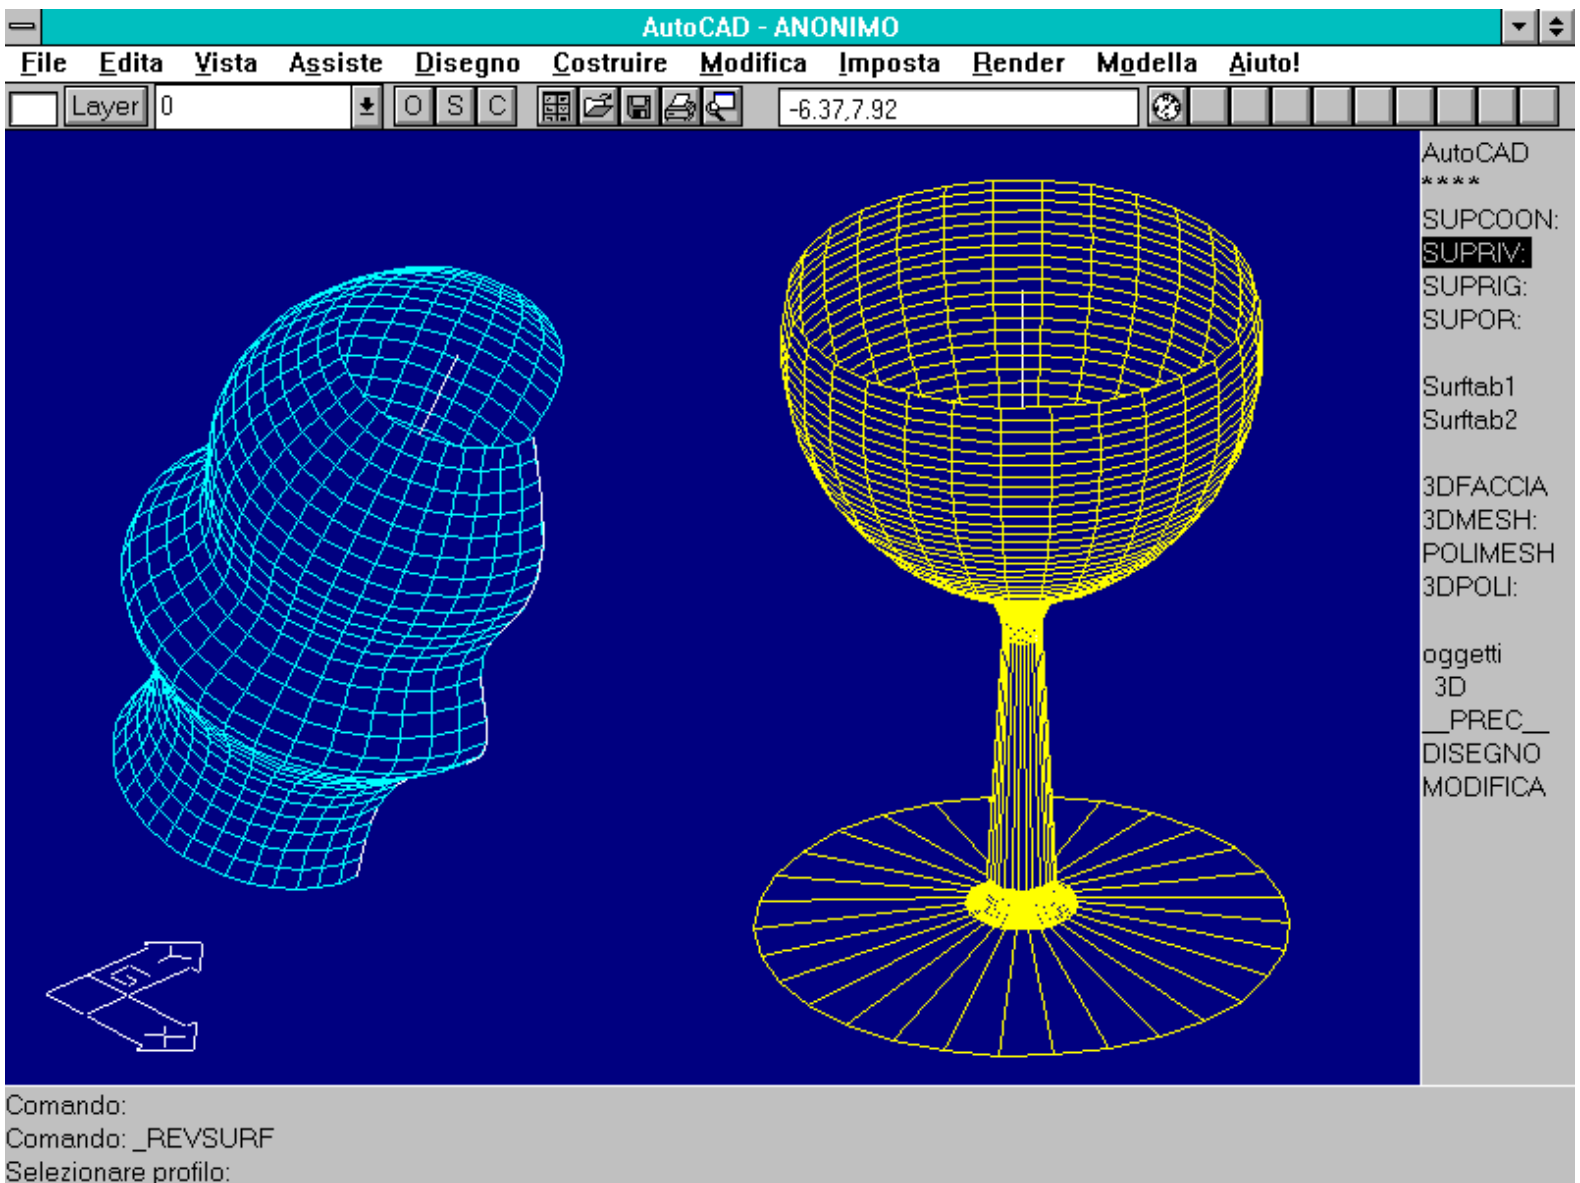 AutoCAD - ANONIMO
File Edita Vista Assiste Disegno Costruire Modifica Imposta Render Modella Aiuto!
Layer 0 O S C -6.37,7.92
AutoCAD
****
SUPCOON:
SUPRIV:
SUPRIG:
SUPOR:
Surftab1
Surftab2
3DFACCIA
3DMESH:
POLIMESH
3DPOLI:
oggetti
3D
__PREC__
DISEGNO
MODIFICA
Y
G
X
Comando:
Comando: _REVSURF
Selezionare profilo: